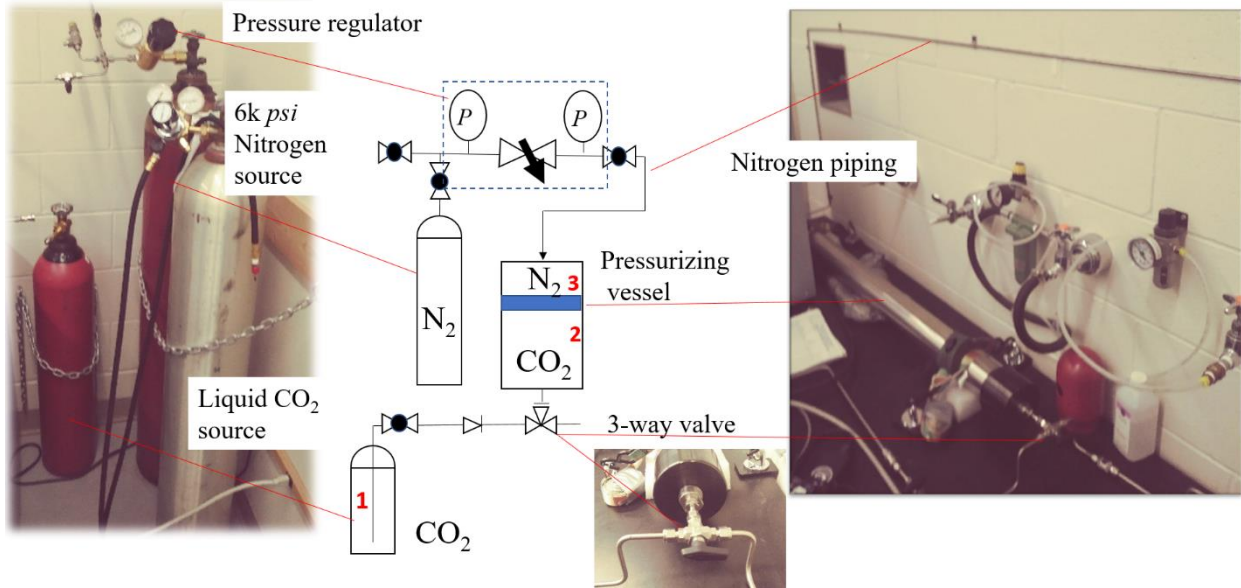 Pressure regulator
6k psi
Nitrogen
source
P
P
Nitrogen piping
N2 3
Pressurizing
vessel
2
N2
CO2
Liquid CO2
source
3-way valve
1
CO2